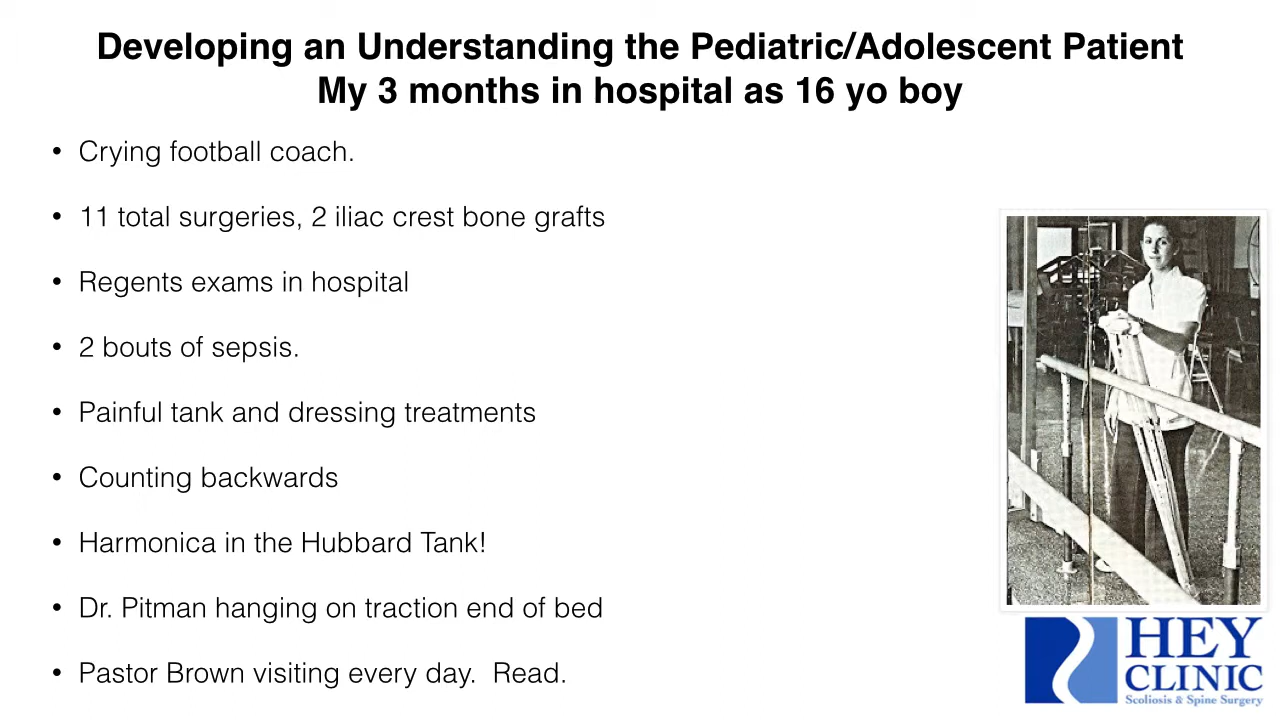 Developing an Understanding the Pediatric/Adolescent Patient
My 3 months in hospital as 16 yo boy
• Crying football coach.
• 11 total surgeries, 2 iliac crest bone grafts
• Regents exams in hospital
• 2 bouts of sepsis.
• Painful tank and dressing treatments
• Counting backwards
• Harmonica in the Hubbard Tank!
• Dr. Pitman hanging on traction end of bed
• Pastor Brown visiting every day.  Read.
HEY
CLINIC
Scoliosis & Spine Surgery